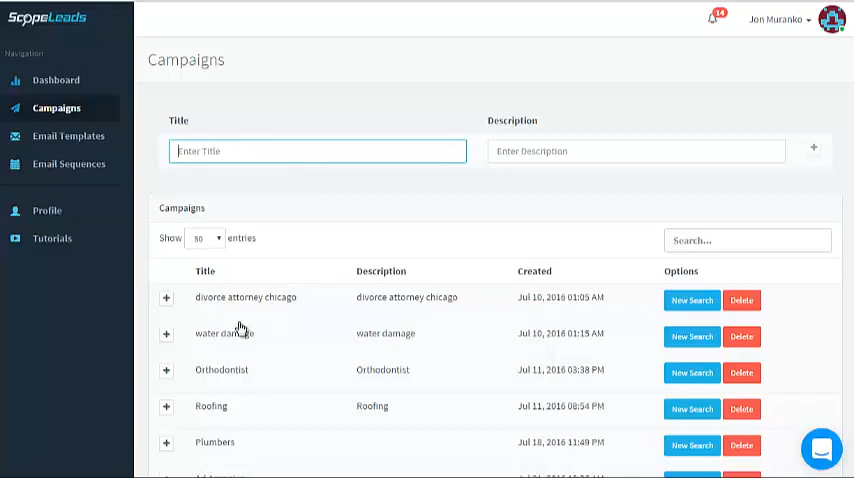 ScopeLeads
14
Jon Muranko
Navigation
Dashboard
Campaigns
Email Templates
Email Sequences
Profile
Tutorials
Campaigns
Title
Description
Enter Title
Enter Description
+
Campaigns
Show 50 entries
Search...
Title Description Created Options
+ divorce attorney chicago divorce attorney chicago Jul 10, 2016 01:05 AM New Search Delete
+ water damage water damage Jul 10, 2016 01:15 AM New Search Delete
+ Orthodontist Orthodontist Jul 11, 2016 03:38 PM New Search Delete
+ Roofing Roofing Jul 11, 2016 08:54 PM New Search Delete
+ Plumbers Jul 18, 2016 11:49 PM New Search Delete